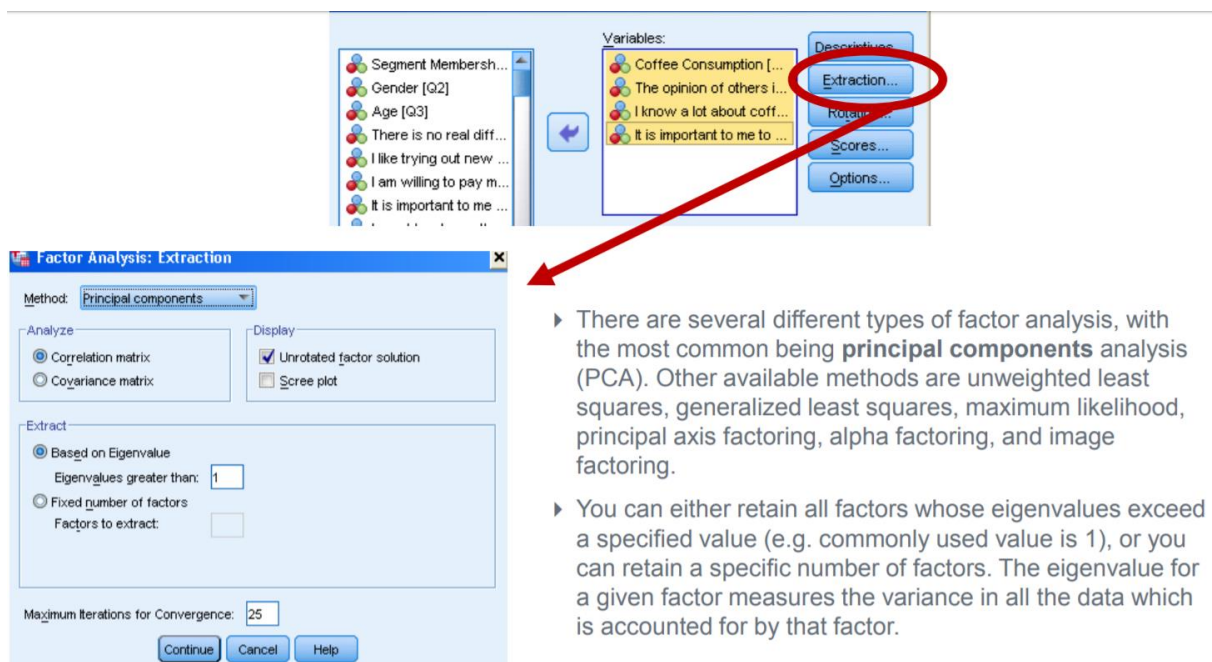 Variables:
Segment Membersh...
Gender [Q2]
Age [Q3]
There is no real diff...
I like trying out new ...
I am willing to pay m...
It is important to me ...
Coffee Consumption [...
The opinion of others i...
I know a lot about coff...
It is important to me to ...
Descriptives...
Extraction...
Rotation...
Scores...
Options...
Factor Analysis: Extraction
Method: Principal components
Analyze
Correlation matrix
Covariance matrix
Display
Unrotated factor solution
Scree plot
Extract
Based on Eigenvalue
Eigenvalues greater than: 1
Fixed number of factors
Factors to extract:
Maximum Iterations for Convergence: 25
Continue Cancel Help
There are several different types of factor analysis, with
the most common being principal components analysis
(PCA). Other available methods are unweighted least
squares, generalized least squares, maximum likelihood,
principal axis factoring, alpha factoring, and image
factoring.
You can either retain all factors whose eigenvalues exceed
a specified value (e.g. commonly used value is 1), or you
can retain a specific number of factors. The eigenvalue for
a given factor measures the variance in all the data which
is accounted for by that factor.